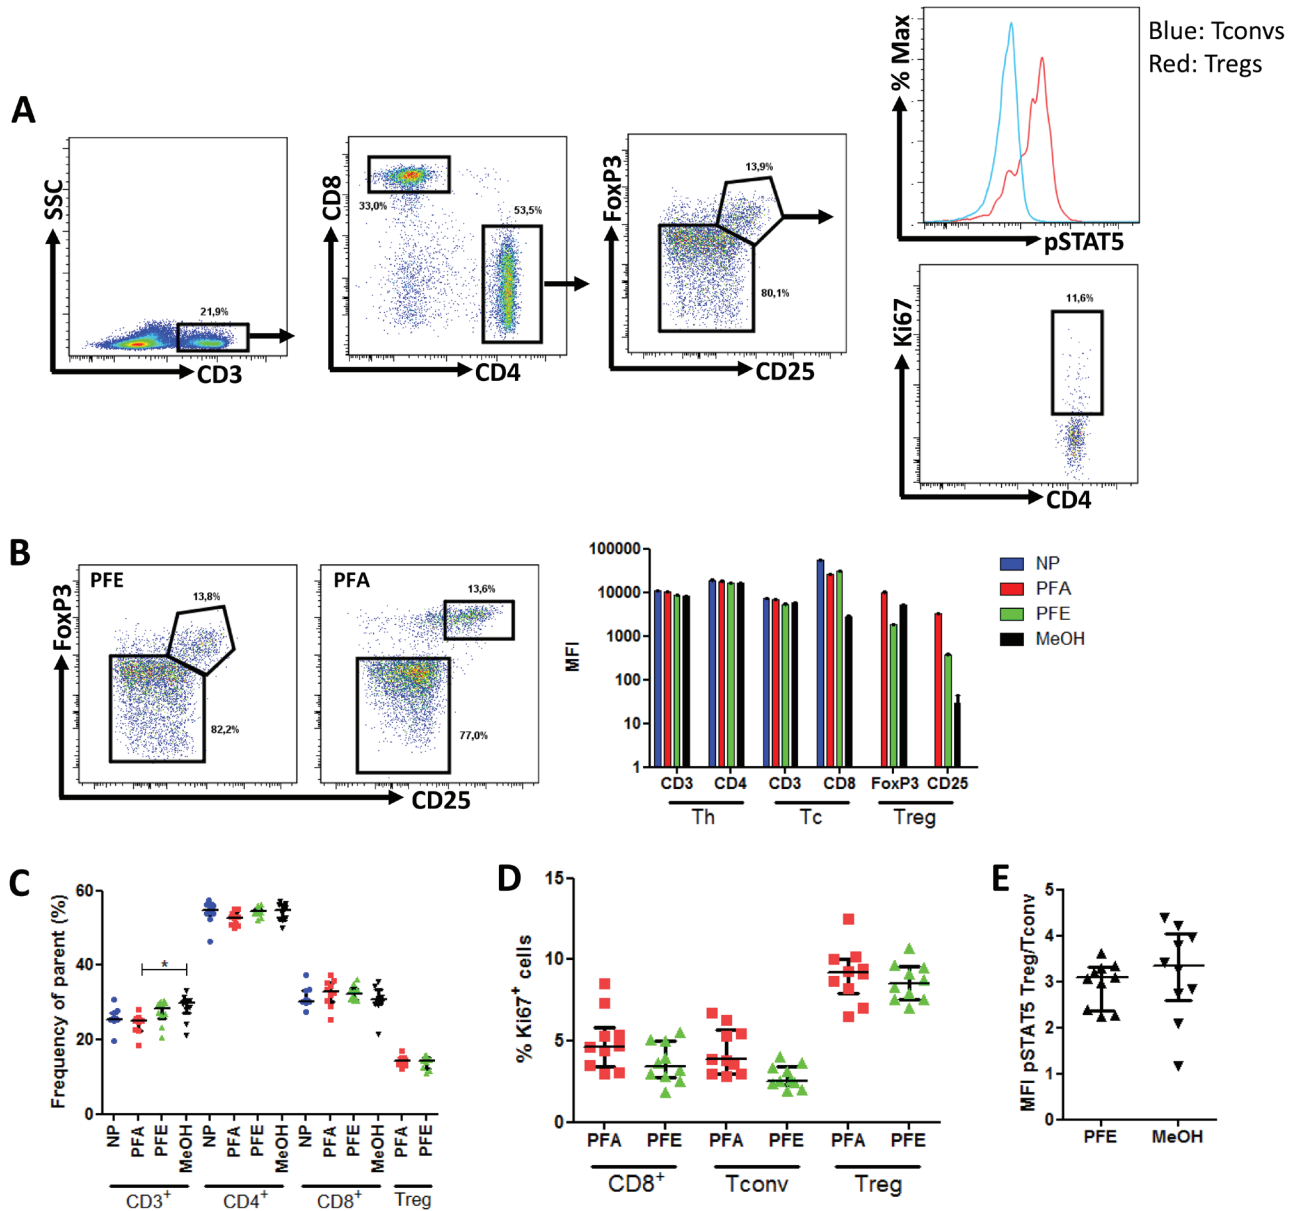 A
SSC
21,9%
CD3
CD8
33,0%
53,5%
CD4
FoxP3
13,9%
80,1%
CD25
% Max
pSTAT5
Blue: Tconvs
Red: Tregs
Ki67
11,6%
CD4
B
FoxP3
PFE
13,8%
82,2%
PFA
13,6%
77,0%
CD25
MFI
100000
10000
1000
100
10
1
CD3 CD4 CD3 CD8 FoxP3 CD25
Th Tc Treg
NP
PFA
PFE
MeOH
C
Frequency of parent (%)
60
40
20
0
*
NP PFA PFE MeOH NP PFA PFE MeOH NP PFA PFE MeOH PFA PFE
CD3+ CD4+ CD8+ Treg
D
% Ki67+ cells
15
10
5
0
PFA PFE PFA PFE PFA PFE
CD8+ Tconv Treg
E
MFI pSTAT5 Treg/Tconv
5
4
3
2
1
0
PFE MeOH